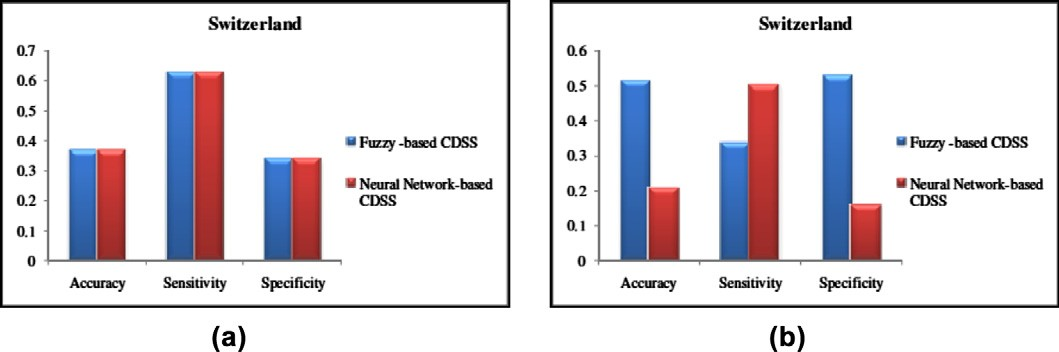 Switzerland
0.7
0.6
0.5
0.4
0.3
0.2
0.1
0
Accuracy
Sensitivity
Specificity
Fuzzy -based CDSS
Neural Network-based
CDSS
(a)
Switzerland
0.6
0.5
0.4
0.3
0.2
0.1
0
Accuracy
Sensitivity
Specificity
Fuzzy -based CDSS
Neural Network-based
CDSS
(b)